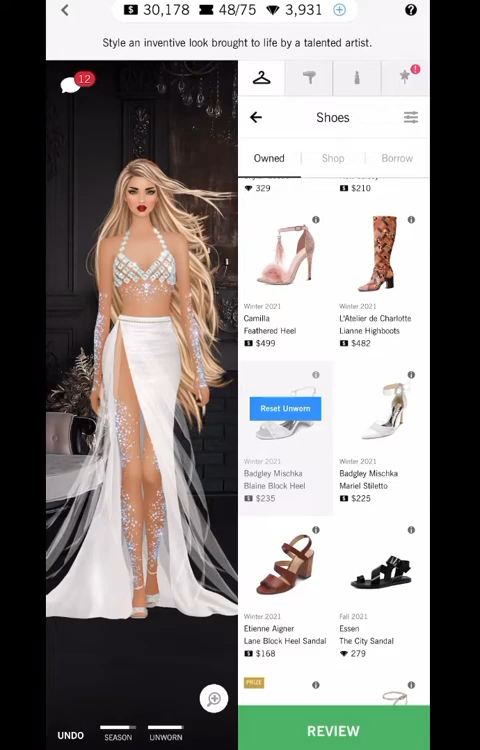 30,178
48/75
3,931
?
Style an inventive look brought to life by a talented artist.
12
!
Shoes
Owned
Shop
Borrow
329
$210
Winter 2021
Camilla
Feathered Heel
$499
Winter 2021
L'Atelier de Charlotte
Lianne Highboots
$482
Reset Unworn
Winter 2021
Badgley Mischka
Blaine Block Heel
$235
Winter 2021
Badgley Mischka
Mariel Stiletto
$225
Winter 2021
Etienne Aigner
Lane Block Heel Sandal
$168
Fall 2021
Essen
The City Sandal
279
PRIZE
UNDO
SEASON
UNWORN
REVIEW